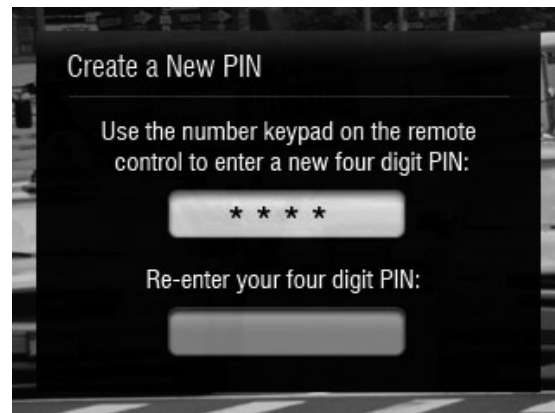 Create a New PIN
Use the number keypad on the remote
control to enter a new four digit PIN:
* * * *
Re-enter your four digit PIN: